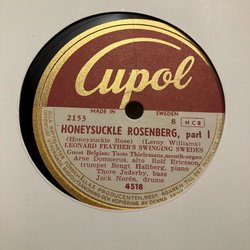 Cupol
MADE IN SWEDEN
2153 8 NCB
HONEYSUCKLE ROSENBERG, part I
(Honeysuckle Rose) (Leroy Williams)
LEONARD FEATHER'S SWINGING SWEDES
Guest Belgian: Toots Thielemans, mouth-organ
Arne Domnerus, alto Rolf Ericsson,
trumpet Bengt Hallberg, piano
Thore Jederby, bass
Jack Norén, drums
4518